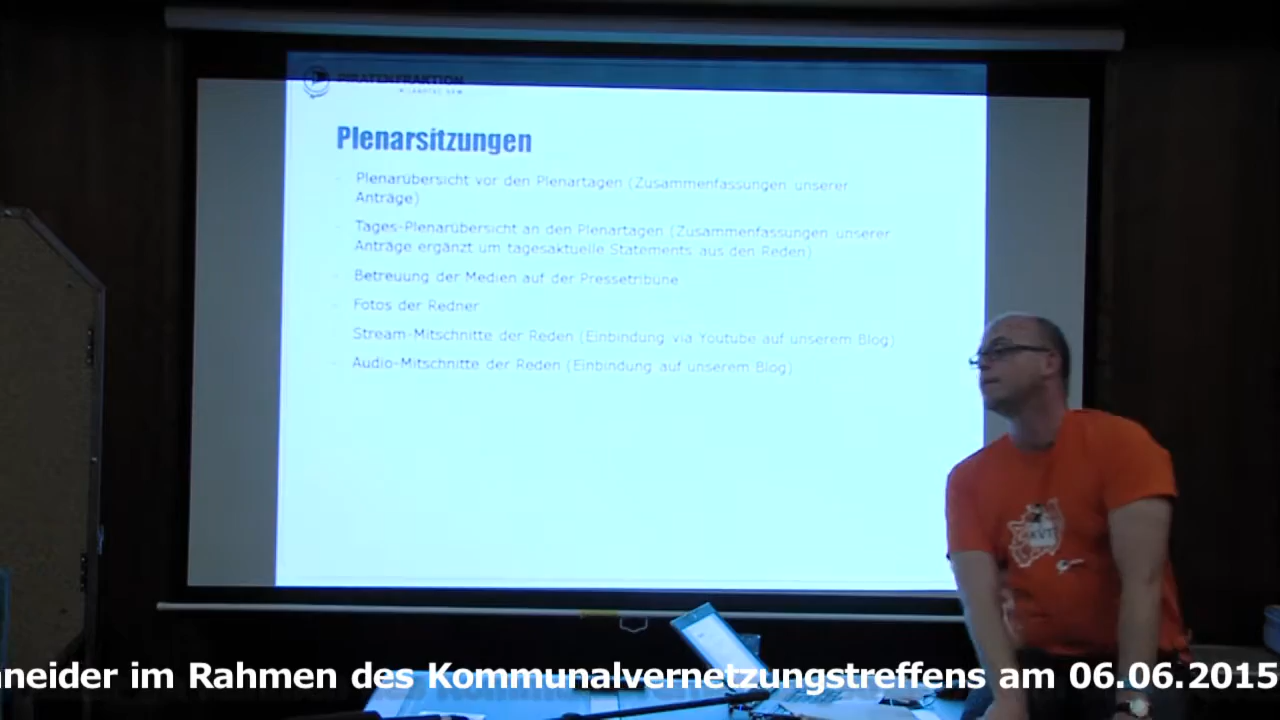 PIRATENFRAKTION
Plenarsitzungen
- Plenarübersicht vor den Plenartagen (Zusammenfassungen unserer
Anträge)
- Tages-Plenarübersicht an den Plenartagen (Zusammenfassungen unserer
Anträge ergänzt um tagesaktuelle Statements aus den Reden)
- Betreuung der Medien auf der Pressetribüne
- Fotos der Redner
- Stream-Mitschnitte der Reden (Einbindung via Youtube auf unserem Blog)
- Audio-Mitschnitte der Reden (Einbindung auf unserem Blog)
neider im Rahmen des Kommunalvernetzungstreffens am 06.06.2015